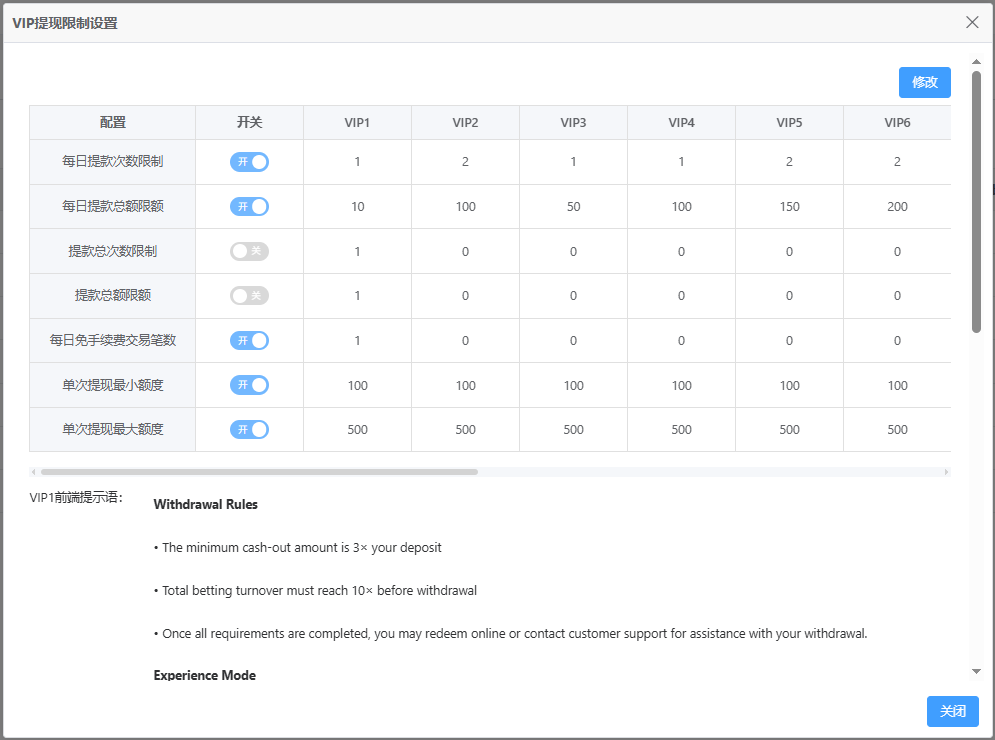 VIP提现限制设置
修改
配置 开关 VIP1 VIP2 VIP3 VIP4 VIP5 VIP6
每日提款次数限制 开 1 2 1 1 2 2
每日提款总额限额 开 10 100 50 100 150 200
提款总次数限制 关 1 0 0 0 0 0
提款总额限额 关 1 0 0 0 0 0
每日免手续费交易笔数 开 1 0 0 0 0 0
单次提现最小额度 开 100 100 100 100 100 100
单次提现最大额度 开 500 500 500 500 500 500
VIP1前端提示语：
Withdrawal Rules
• The minimum cash-out amount is 3× your deposit
• Total betting turnover must reach 10× before withdrawal
• Once all requirements are completed, you may redeem online or contact customer support for assistance with your withdrawal.
Experience Mode
关闭